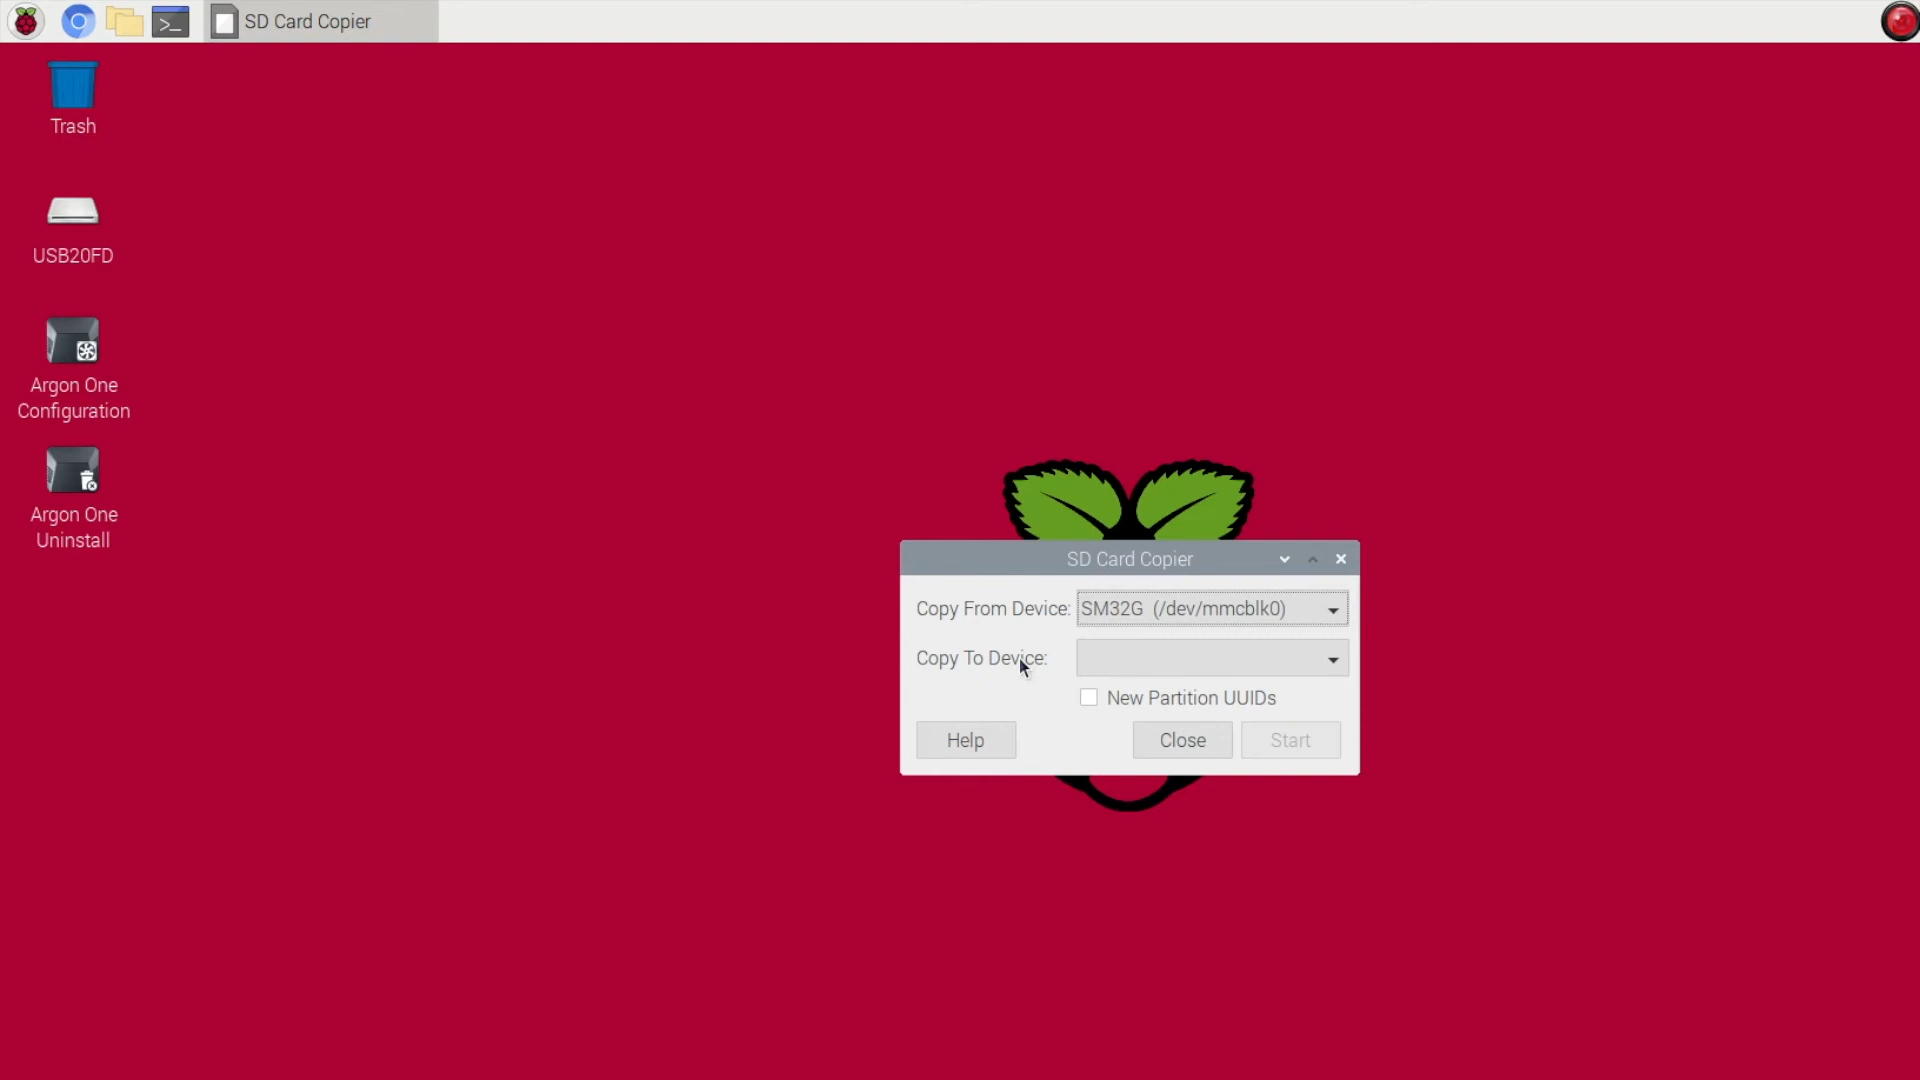 SD Card Copier
Trash
USB20FD
Argon One
Configuration
Argon One
Uninstall
SD Card Copier
Copy From Device: SM32G (/dev/mmcblk0)
Copy To Device:
New Partition UUIDs
Help Close Start